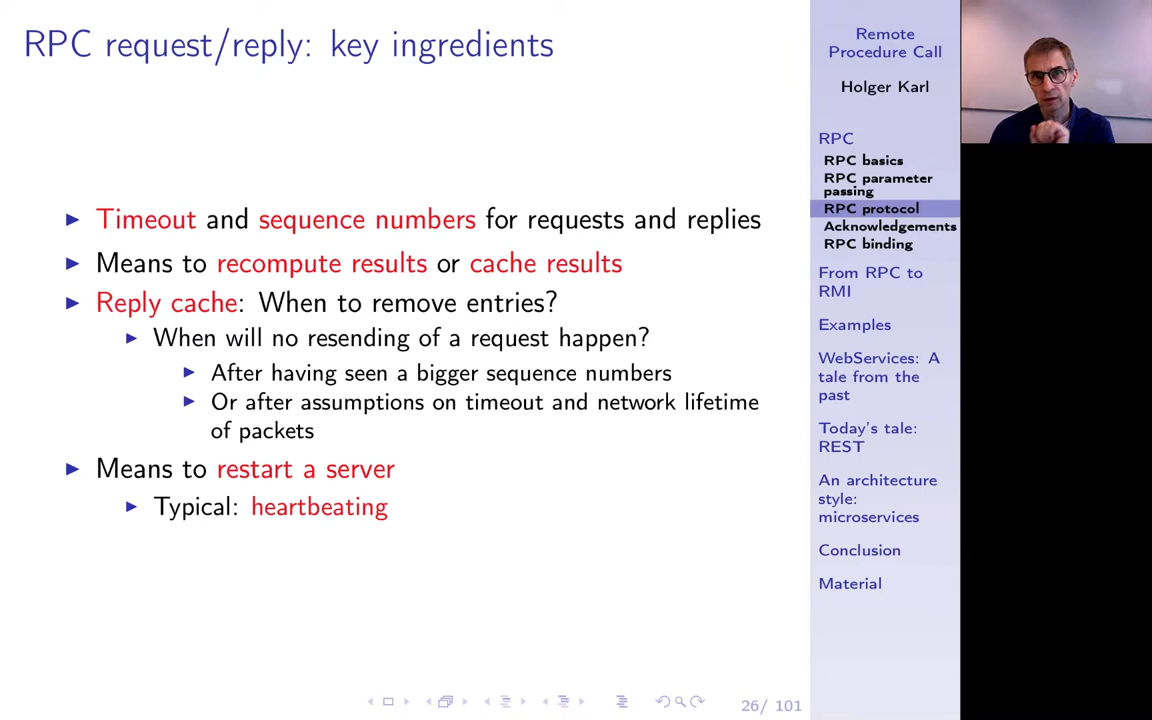 RPC request/reply: key ingredients
Timeout and sequence numbers for requests and replies
Means to recompute results or cache results
Reply cache: When to remove entries?
When will no resending of a request happen?
After having seen a bigger sequence numbers
Or after assumptions on timeout and network lifetime
of packets
Means to restart a server
Typical: heartbeating
26/ 101
Remote
Procedure Call
Holger Karl
RPC
RPC basics
RPC parameter
passing
RPC protocol
Acknowledgements
RPC binding
From RPC to
RMI
Examples
WebServices: A
tale from the
past
Today's tale:
REST
An architecture
style:
microservices
Conclusion
Material